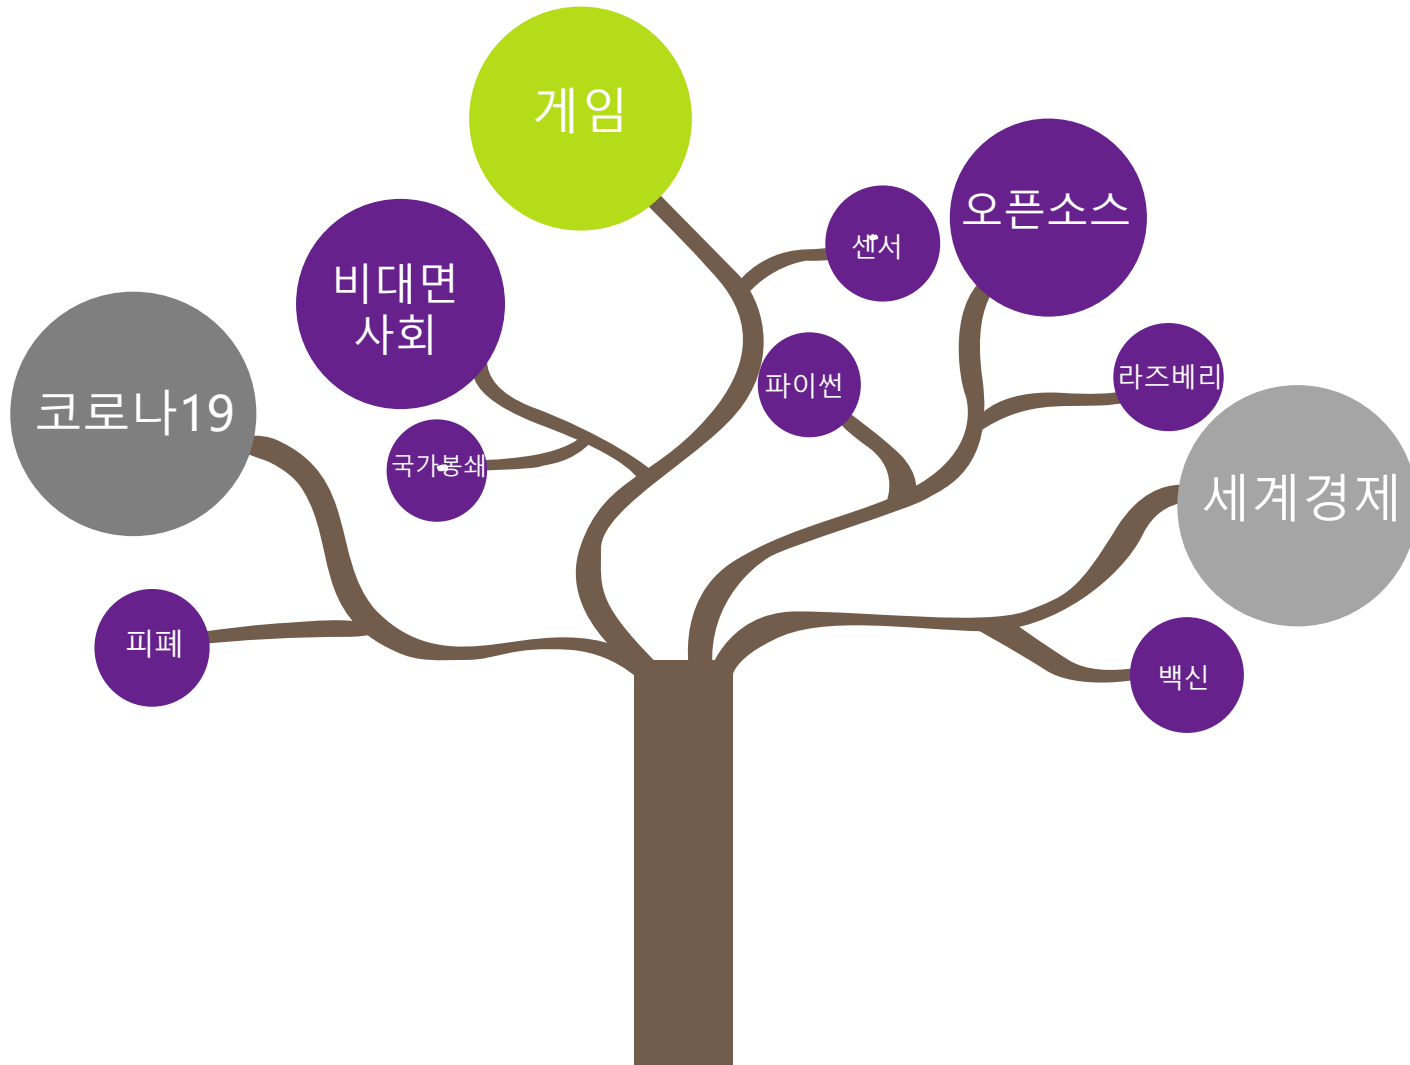 게임
오픈소스
센서
비대면
사회
라즈베리
파이썬
코로나19
국가봉쇄
세계경제
피폐
백신